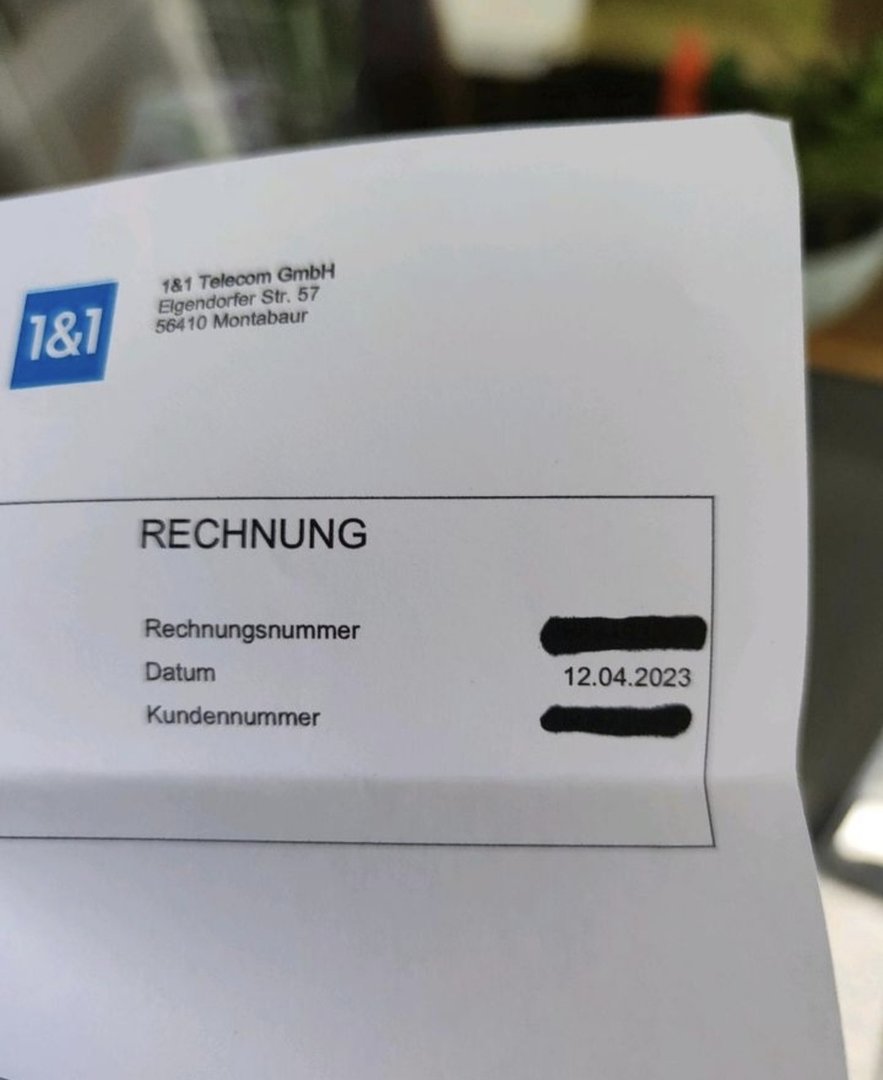 1&1
1&1 Telecom GmbH
Elgendorfer Str. 57
56410 Montabaur
RECHNUNG
Rechnungsnummer
Datum 12.04.2023
Kundennummer